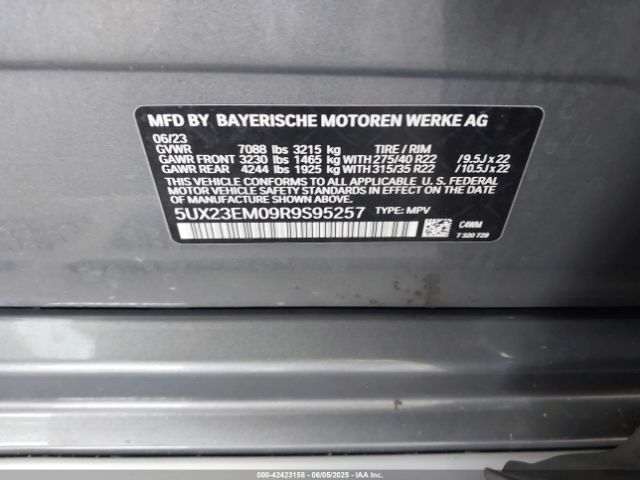 MFD BY BAYERISCHE MOTOREN WERKE AG
06/23
GVWR 7088 lbs 3215 kg TIRE / RIM
GAWR FRONT 3230 lbs 1465 kg WITH 275/40 R22 / 9.5J x 22
GAWR REAR 4244 lbs 1925 kg WITH 315/35 R22 / 10.5J x 22
THIS VEHICLE CONFORMS TO ALL APPLICABLE U.S. FEDERAL
MOTOR VEHICLE SAFETY STANDARDS IN EFFECT ON THE DATE
OF MANUFACTURE SHOWN ABOVE.
5UX23EM09R9S95257 TYPE: MPV
C4WM
7 320 729
000-42423158 - 06/05/2025 - IAAI.com